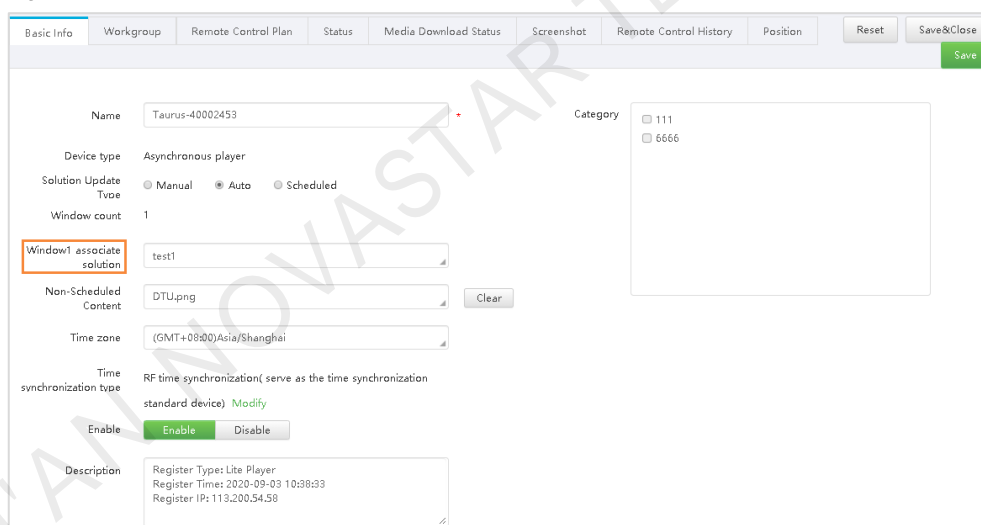 Basic Info Workgroup Remote Control Plan Status Media Download Status Screenshot Remote Control History Position Reset Save&Close
Save
Name Taurus-40002453 * Category
111
6666
Device type Asynchronous player
Solution Update
Type Manual Auto Scheduled
Window count 1
Window1 associate
solution test1
Non-Scheduled
Content DTU.png Clear
Time zone (GMT+08:00)Asia/Shanghai
Time
synchronization type RF time synchronization( serve as the time synchronization
standard device) Modify
Enable Enable Disable
Description Register Type: Lite Player
Register Time: 2020-09-03 10:38:33
Register IP: 113.200.54.58
'AN NOVASTAR TE